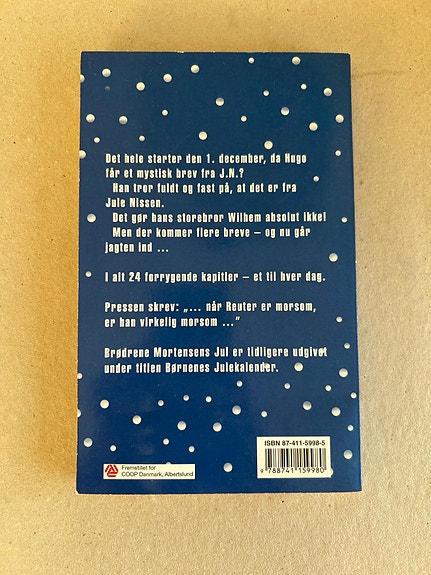 Det hele starter den 1. december, da Hugo
får et mystisk brev fra J.N.?
Han tror fuldt og fast på, at det er fra
Jule Nissen.
Det gør hans storebror Wilhem absolut ikke!
Men der kommer flere breve – og nu går
jagten ind ...
I alt 24 forrygende kapitler – et til hver dag.
Pressen skrev: „... når Reuter er morsom,
er han virkelig morsom ...”
Brødrene Mortensens Jul er tidligere udgivet
under titlen Børnenes Julekalender.
Fremstillet for
COOP Danmark, Albertslund
ISBN 87-411-5998-5
9 788741 159980